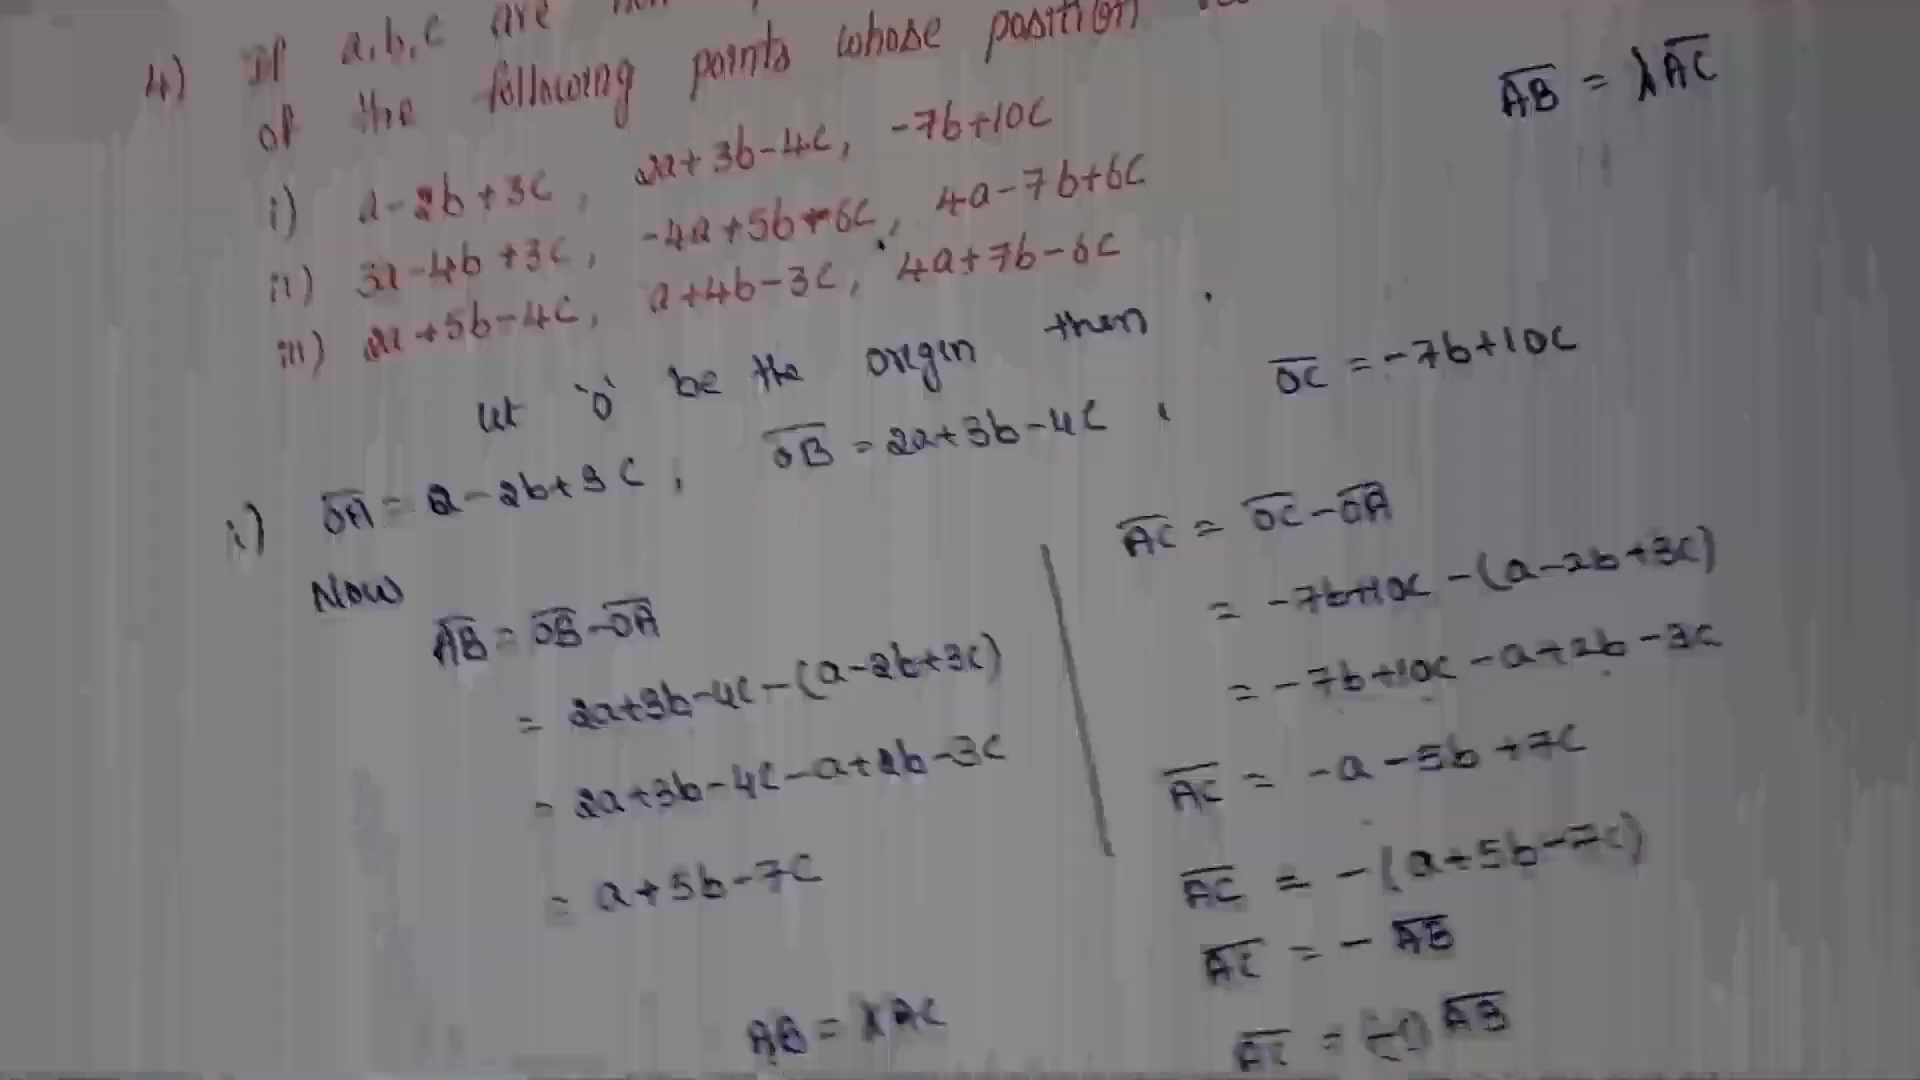 4) If a,b,c are
of the following points whose position
i) a-2b+3c, 2a+3b-4c, -7b+10c
ii) 3a-4b+3c, -4a+5b-6c, 4a-7b+6c
iii) 2a+5b-4c, a+4b-3c, 4a+7b-6c
AB = λAC
let 'O' be the origin then
i) OA = a-2b+3c, OB = 2a+3b-4c, OC = -7b+10c
Now
AB = OB-OA
= 2a+3b-4c-(a-2b+3c)
= 2a+3b-4c-a+2b-3c
= a+5b-7c
AB = λAC
AC = OC-OA
= -7b+10c-(a-2b+3c)
= -7b+10c-a+2b-3c
AC = -a-5b+7c
AC = -(a+5b-7c)
AC = -AB
AC = (-1)AB